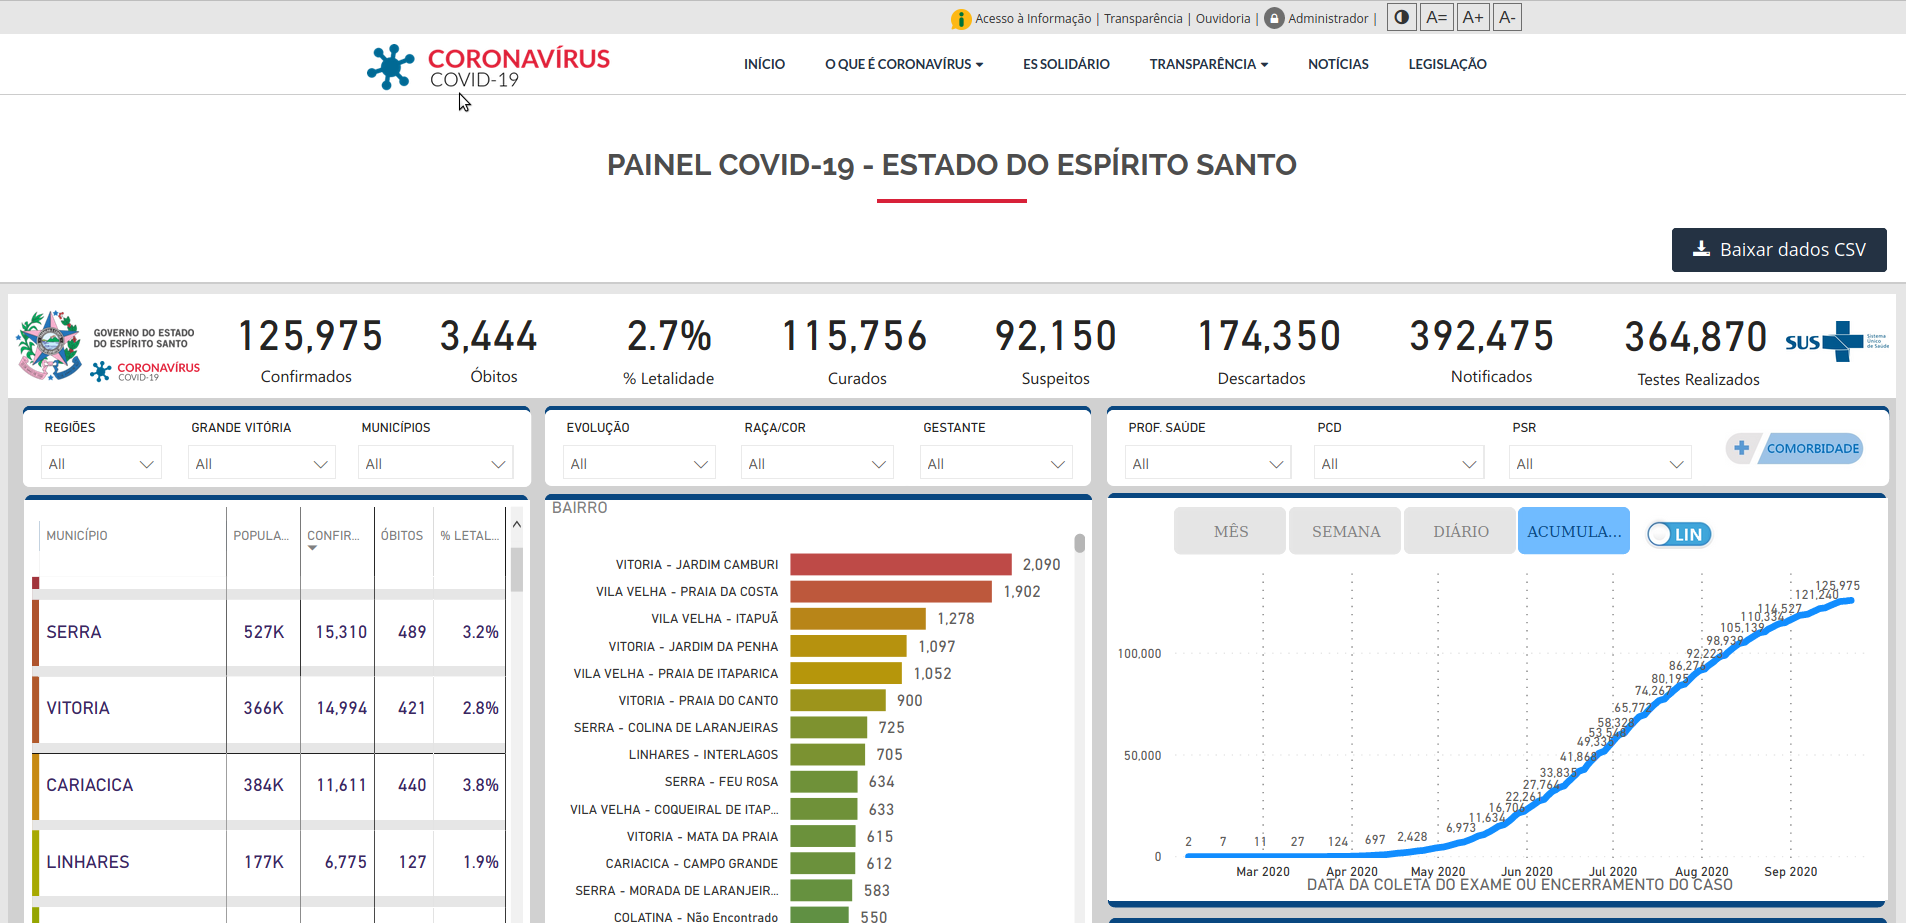 Acesso à Informação | Transparência | Ouvidoria | Administrador | A= A+ A-
CORONAVÍRUS
COVID-19
INÍCIO O QUE É CORONAVÍRUS ES SOLIDÁRIO TRANSPARÊNCIA NOTÍCIAS LEGISLAÇÃO
PAINEL COVID-19 - ESTADO DO ESPÍRITO SANTO
Baixar dados CSV
GOVERNO DO ESTADO
DO ESPÍRITO SANTO
CORONAVÍRUS
COVID-19
125,975 3,444 2.7% 115,756 92,150 174,350 392,475 364,870
Confirmados Óbitos % Letalidade Curados Suspeitos Descartados Notificados Testes Realizados
SUS Sistema
Único
de Saúde
REGIÕES GRANDE VITÓRIA MUNICÍPIOS
All All All
EVOLUÇÃO RAÇA/COR GESTANTE
All All All
PROF. SAÚDE PCD PSR
All All All
COMORBIDADE
MUNICÍPIO POPULA... CONFIR... ÓBITOS % LETAL...
SERRA 527K 15,310 489 3.2%
VITORIA 366K 14,994 421 2.8%
CARIACICA 384K 11,611 440 3.8%
LINHARES 177K 6,775 127 1.9%
BAIRRO
VITORIA - JARDIM CAMBURI 2,090
VILA VELHA - PRAIA DA COSTA 1,902
VILA VELHA - ITAPUÃ 1,278
VITORIA - JARDIM DA PENHA 1,097
VILA VELHA - PRAIA DE ITAPARICA 1,052
VITORIA - PRAIA DO CANTO 900
SERRA - COLINA DE LARANJEIRAS 725
LINHARES - INTERLAGOS 705
SERRA - FEU ROSA 634
VILA VELHA - COQUEIRAL DE ITAP... 633
VITORIA - MATA DA PRAIA 615
CARIACICA - CAMPO GRANDE 612
SERRA - MORADA DE LARANJEIR... 583
COLATINA - Não Encontrado 550
MÊS SEMANA DIÁRIO ACUMULA... LIN
125,975
121,240
114,527
110,334
105,139
98,939
100,000
92,223
86,276
80,195
74,267
65,772
58,328
53,548
49,335
50,000
41,868
33,835
27,764
22,261
16,706
11,634
6,973
2 7 11 27 124 697 2,428
0
Mar 2020 Apr 2020 May 2020 Jun 2020 Jul 2020 Aug 2020 Sep 2020
DATA DA COLETA DO EXAME OU ENCERRAMENTO DO CASO